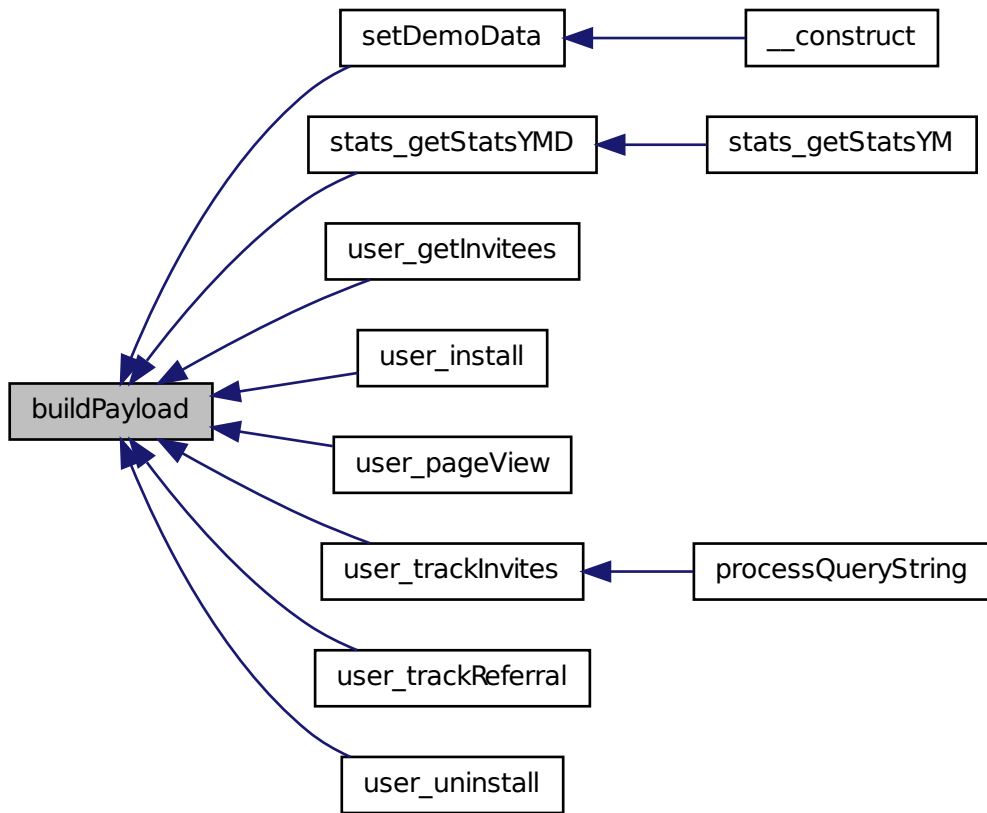 setDemoData
__construct
stats_getStatsYMD
stats_getStatsYM
user_getInvitees
user_install
buildPayload
user_pageView
user_trackInvites
processQueryString
user_trackReferral
user_uninstall